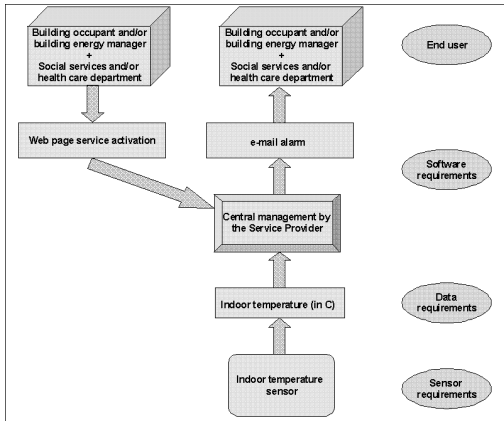 Building occupant and/or
building energy manager
+
Social services and/or
health care department
Building occupant and/or
building energy manager
+
Social services and/or
health care department
End user
Web page service activation
e-mail alarm
Software
requirements
Central management by
the Service Provider
Indoor temperature (in C)
Data
requirements
Indoor temperature
sensor
Sensor
requirements